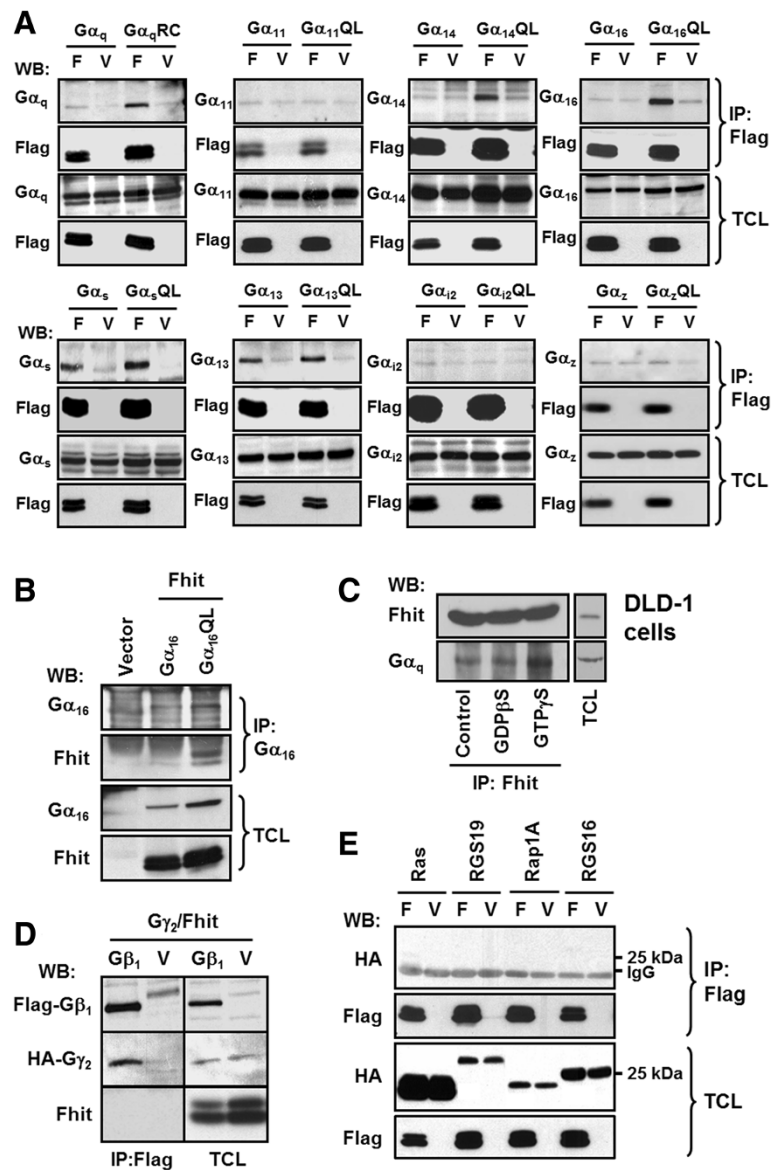 A
Gαq GαqRC Gα11 Gα11QL Gα14 Gα14QL Gα16 Gα16QL
WB: F V F V F V F V F V F V F V F V
Gαq Gα11 Gα14 Gα16
Flag Flag Flag Flag
IP: Flag
Gαq Gα11 Gα14 Gα16
Flag Flag Flag Flag
TCL
Gαs GαsQL Gα13 Gα13QL Gαi2 Gαi2QL Gαz GαzQL
F V F V F V F V F V F V F V F V
WB:
Gαs Gα13 Gαi2 Gαz
Flag Flag Flag Flag
IP: Flag
Gαs Gα13 Gαi2 Gαz
Flag Flag Flag Flag
TCL
B
Fhit
Vector Gα16 Gα16QL
WB:
Gα16
Fhit
IP: Gα16
Gα16
Fhit
TCL
C
WB:
Fhit
Gαq
DLD-1 cells
Control GDPβS GTPγS TCL
IP: Fhit
D
Gγ2/Fhit
Gβ1 V Gβ1 V
WB:
Flag-Gβ1
HA-Gγ2
Fhit
IP:Flag TCL
E
Ras RGS19 Rap1A RGS16
F V F V F V F V
WB:
HA
25 kDa
IgG
Flag
IP: Flag
HA
25 kDa
Flag
TCL